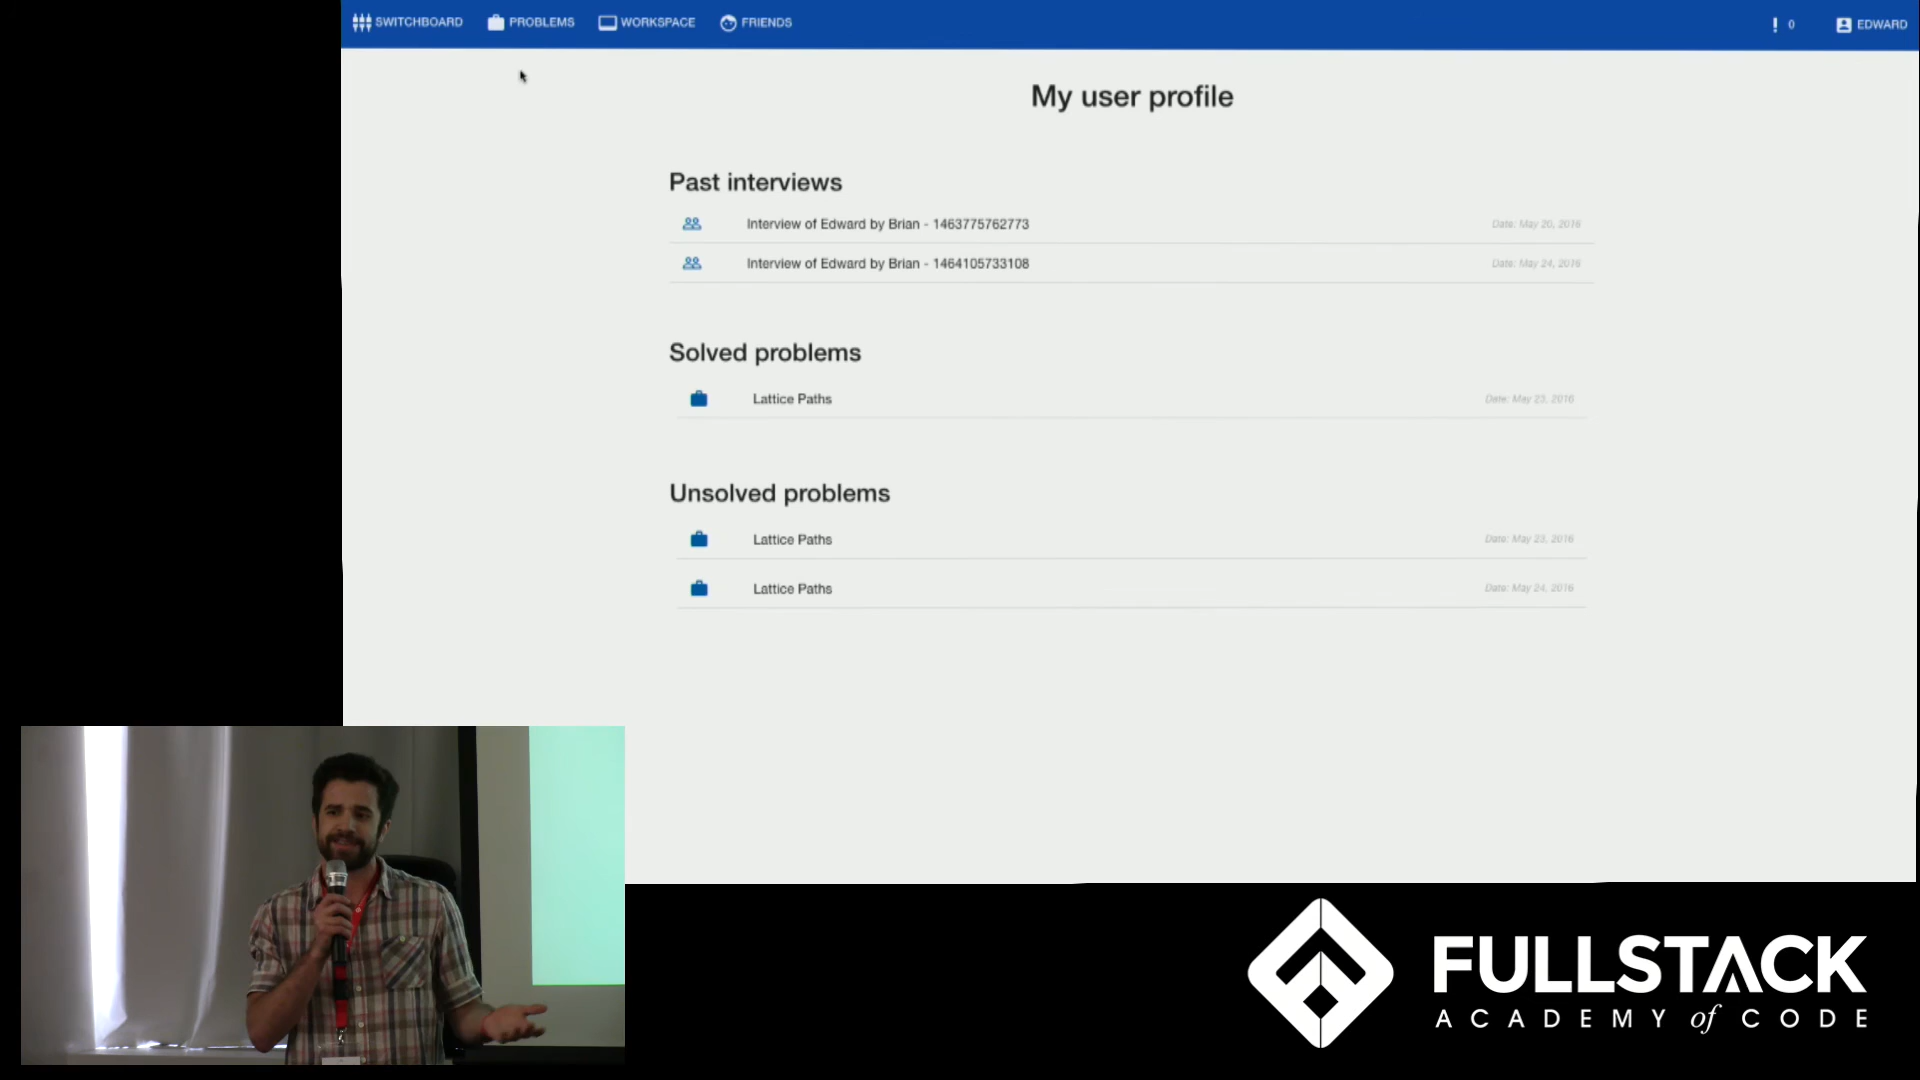 SWITCHBOARD PROBLEMS WORKSPACE FRIENDS ! 0 EDWARD
My user profile
Past interviews
Interview of Edward by Brian - 1463775762773 Date: May 20, 2016
Interview of Edward by Brian - 1464105733108 Date: May 24, 2016
Solved problems
Lattice Paths Date: May 23, 2016
Unsolved problems
Lattice Paths Date: May 23, 2016
Lattice Paths Date: May 24, 2016
FULLSTACK
ACADEMY of CODE